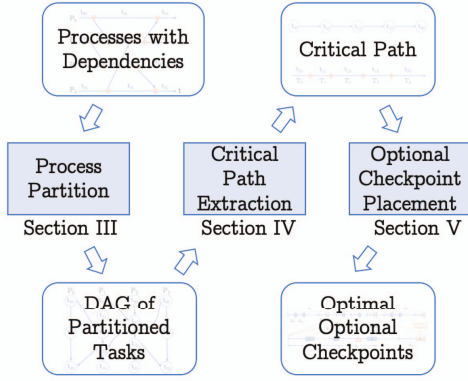 Processes with
Dependencies
Critical Path
Process
Partition
Critical
Path
Extraction
Optional
Checkpoint
Placement
Section III
Section IV
Section V
DAG of
Partitioned
Tasks
Optimal
Optional
Checkpoints